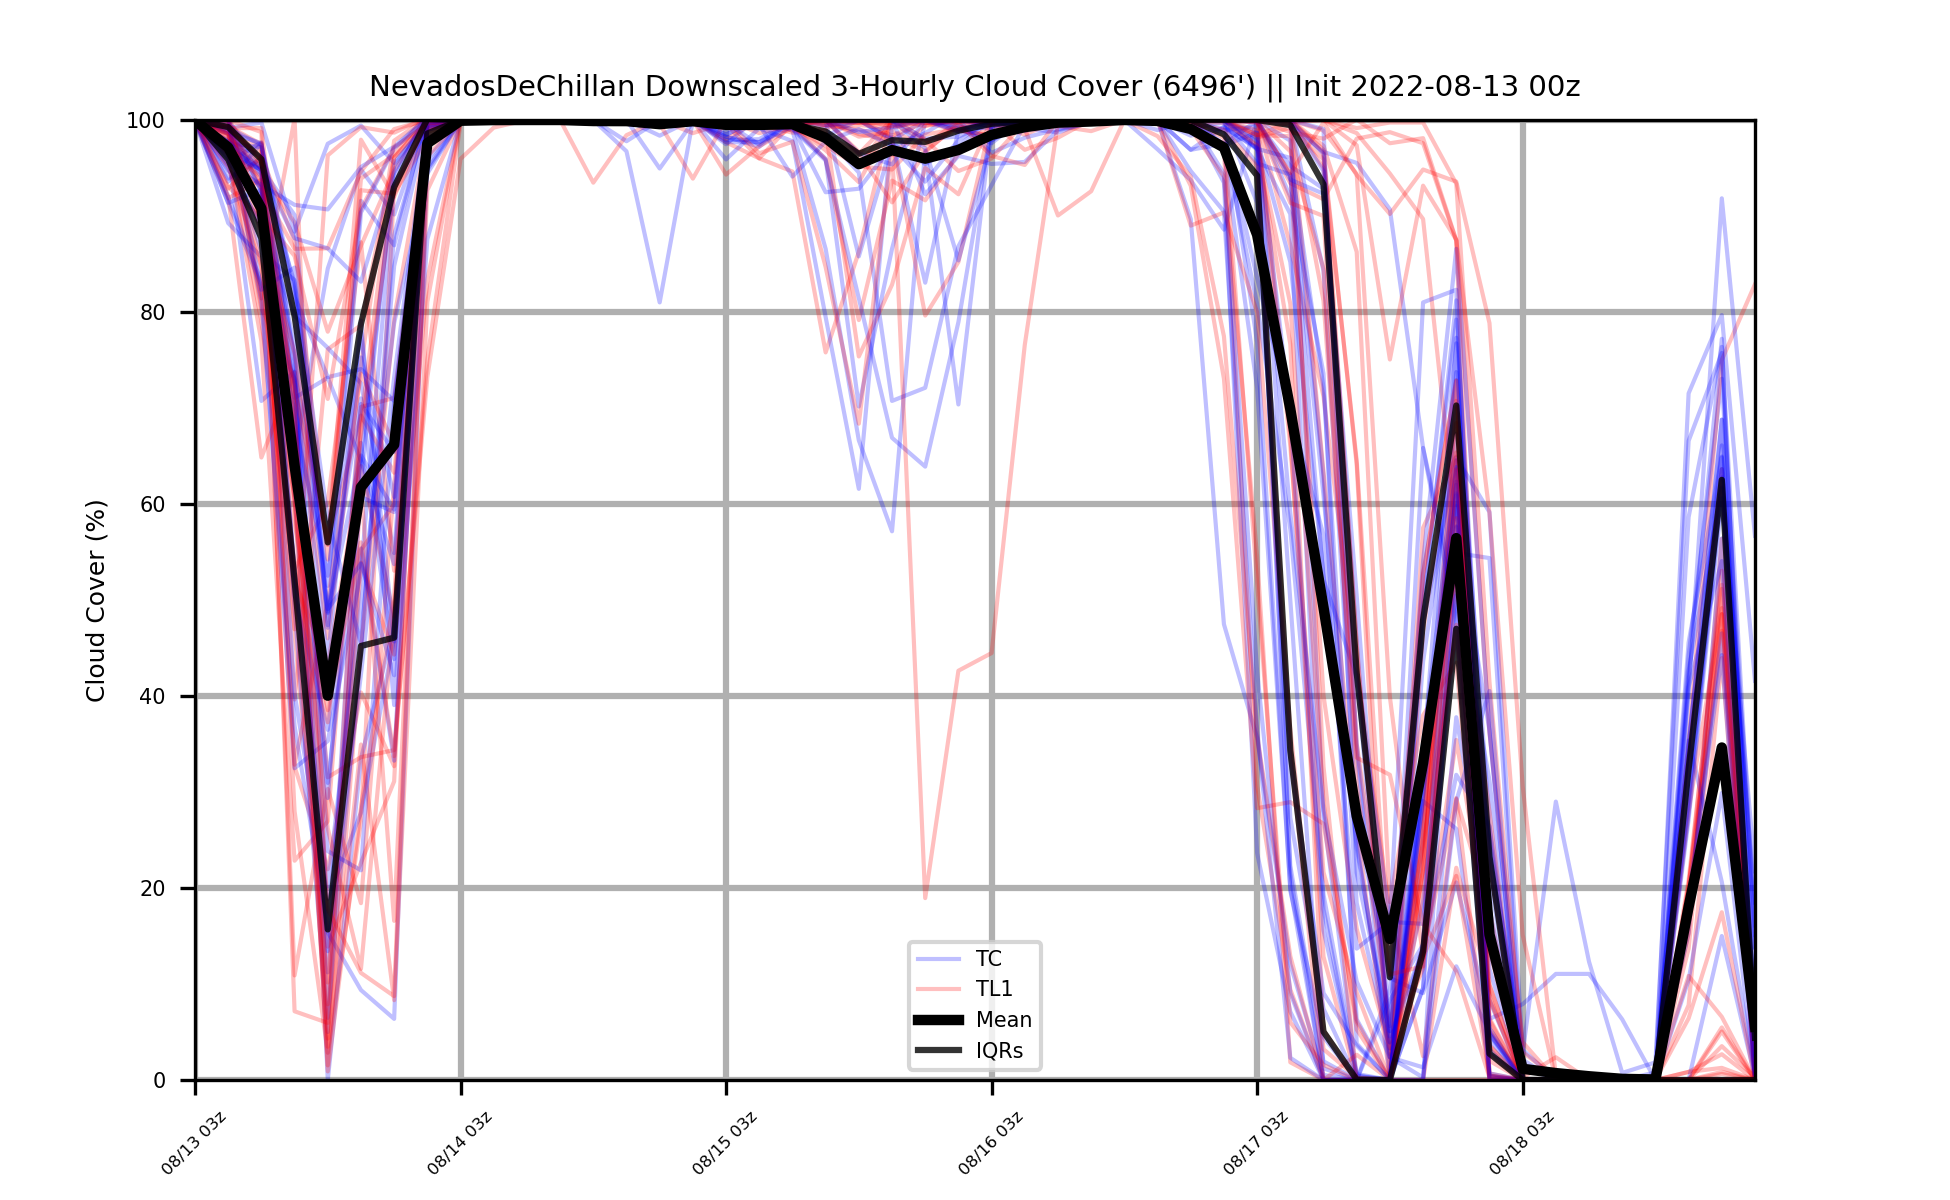 NevadosDeChillan Downscaled 3-Hourly Cloud Cover (6496') || Init 2022-08-13 00z
Cloud Cover (%)
100
80
60
40
20
0
TC
TL1
Mean
IQRs
08/13 03z
08/14 03z
08/15 03z
08/16 03z
08/17 03z
08/18 03z